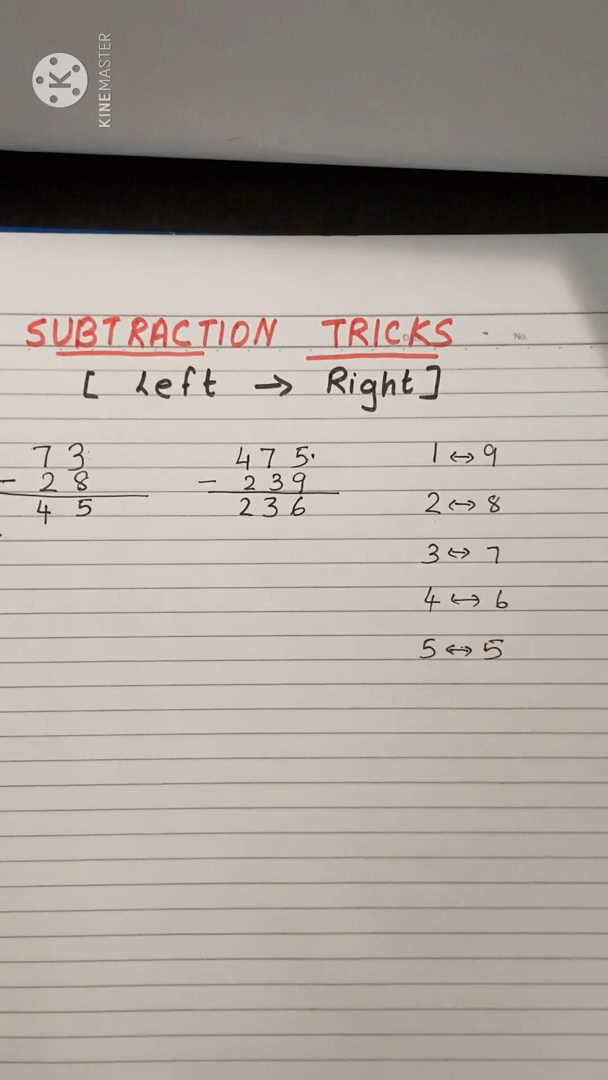 KINEMASTER
SUBTRACTION TRICKS
No.
[ Left → Right ]
73
- 28
45
475.
- 239
236
1 ↔ 9
2 ↔ 8
3 ↔ 7
4 ↔ 6
5 ↔ 5